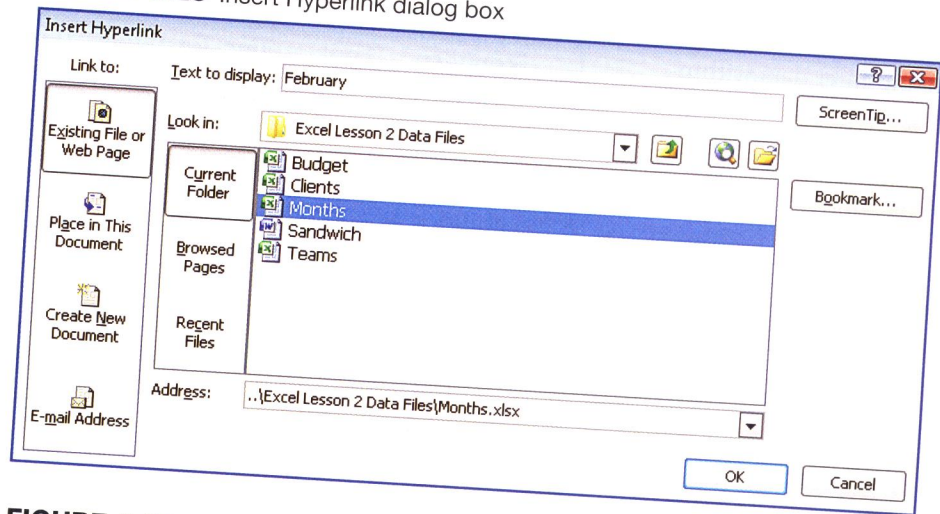 Insert Hyperlink dialog box
Insert Hyperlink
Link to:
Text to display: February
ScreenTip...
Existing File or
Web Page
Look in: Excel Lesson 2 Data Files
Current
Folder
Budget
Clients
Months
Sandwich
Teams
Bookmark...
Place in This
Document
Browsed
Pages
Create New
Document
Recent
Files
E-mail Address
Address: ..\Excel Lesson 2 Data Files\Months.xlsx
OK
Cancel